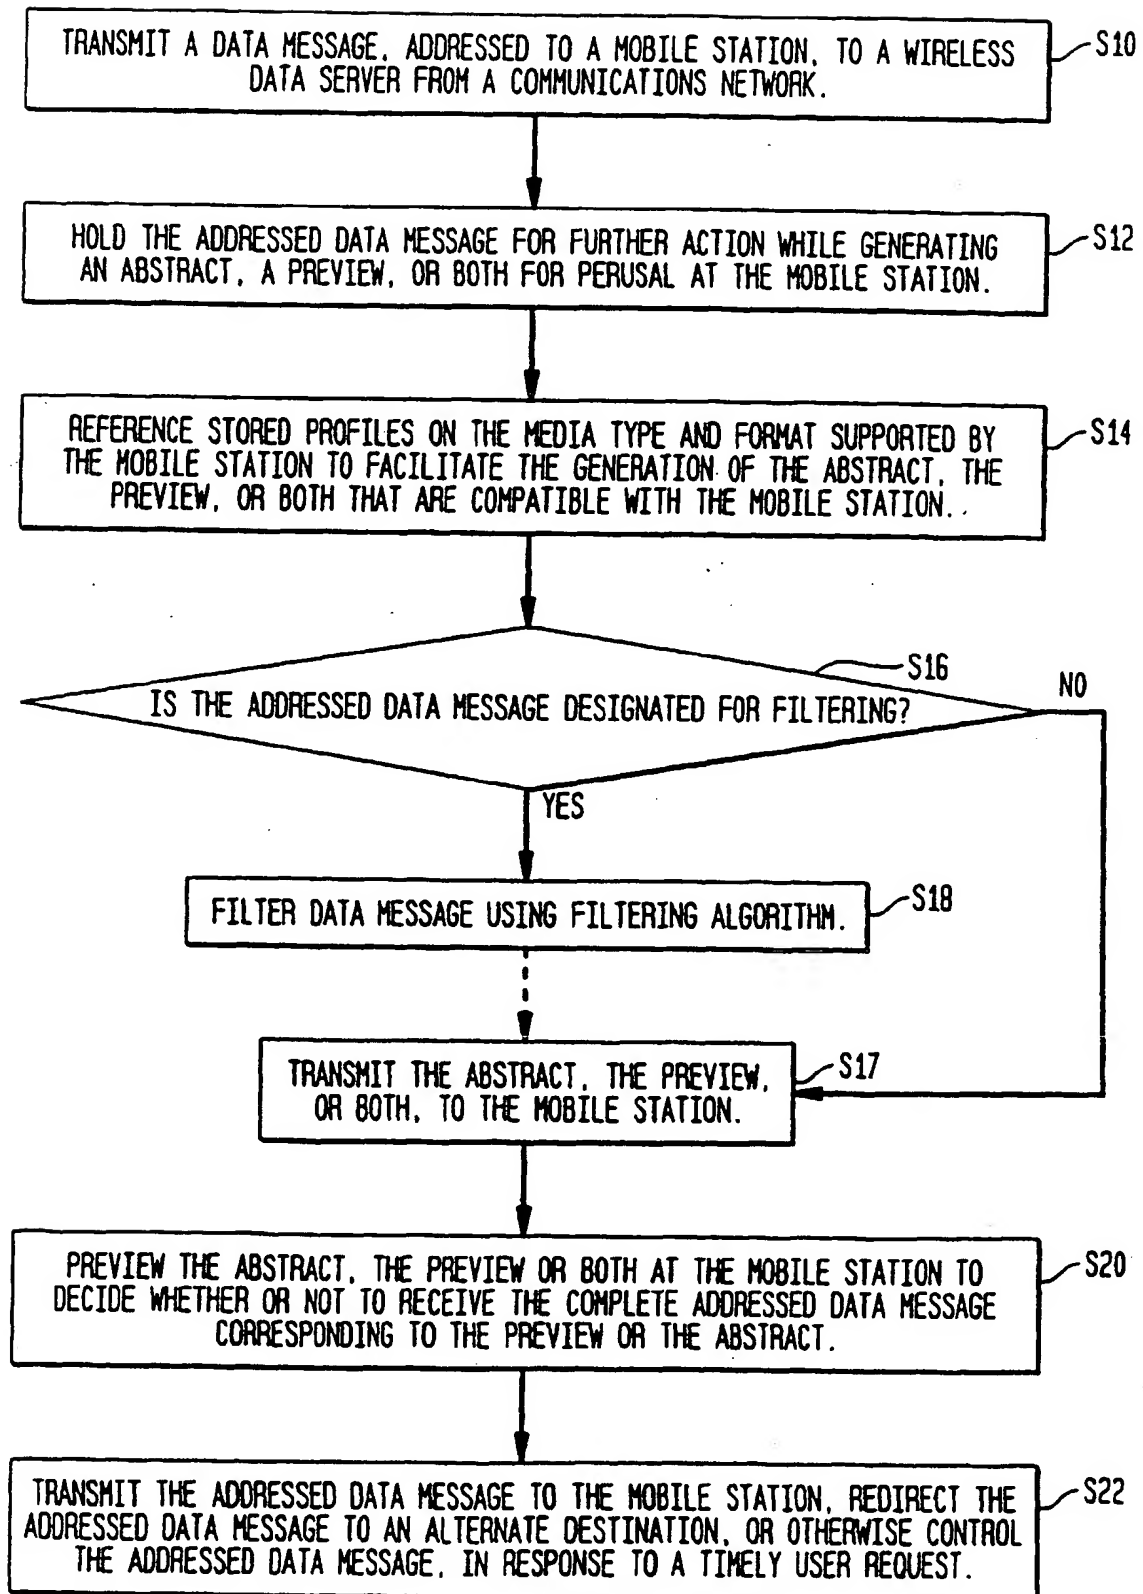 TRANSMIT A DATA MESSAGE, ADDRESSED TO A MOBILE STATION, TO A WIRELESS
DATA SERVER FROM A COMMUNICATIONS NETWORK.
S10
HOLD THE ADDRESSED DATA MESSAGE FOR FURTHER ACTION WHILE GENERATING
AN ABSTRACT, A PREVIEW, OR BOTH FOR PERUSAL AT THE MOBILE STATION.
S12
REFERENCE STORED PROFILES ON THE MEDIA TYPE AND FORMAT SUPPORTED BY
THE MOBILE STATION TO FACILITATE THE GENERATION OF THE ABSTRACT, THE
PREVIEW, OR BOTH THAT ARE COMPATIBLE WITH THE MOBILE STATION.
S14
S16
IS THE ADDRESSED DATA MESSAGE DESIGNATED FOR FILTERING?
NO
YES
FILTER DATA MESSAGE USING FILTERING ALGORITHM.
S18
TRANSMIT THE ABSTRACT, THE PREVIEW,
OR BOTH, TO THE MOBILE STATION.
S17
PREVIEW THE ABSTRACT, THE PREVIEW OR BOTH AT THE MOBILE STATION TO
DECIDE WHETHER OR NOT TO RECEIVE THE COMPLETE ADDRESSED DATA MESSAGE
CORRESPONDING TO THE PREVIEW OR THE ABSTRACT.
S20
TRANSMIT THE ADDRESSED DATA MESSAGE TO THE MOBILE STATION, REDIRECT THE
ADDRESSED DATA MESSAGE TO AN ALTERNATE DESTINATION, OR OTHERWISE CONTROL
THE ADDRESSED DATA MESSAGE, IN RESPONSE TO A TIMELY USER REQUEST.
S22